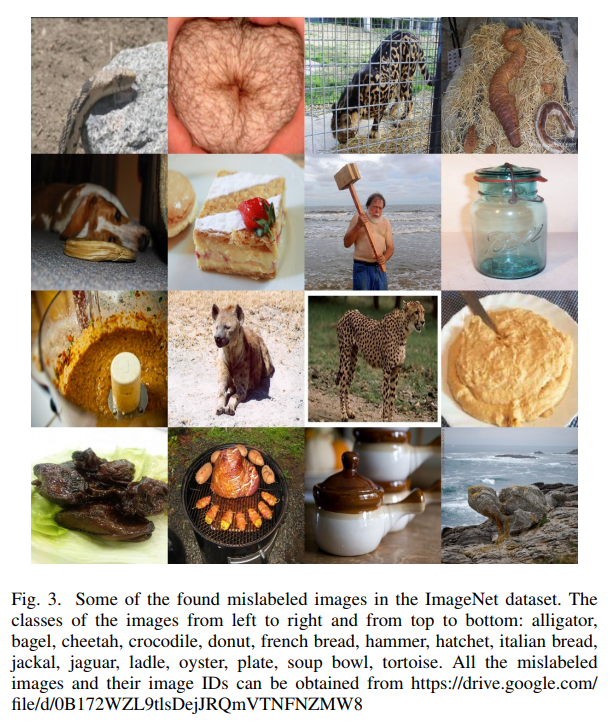 Fig. 3. Some of the found mislabeled images in the ImageNet dataset. The
classes of the images from left to right and from top to bottom: alligator,
bagel, cheetah, crocodile, donut, french bread, hammer, hatchet, italian bread,
jackal, jaguar, ladle, oyster, plate, soup bowl, tortoise. All the mislabeled
images and their image IDs can be obtained from https://drive.google.com/
file/d/0B172WZL9tlsDejJRQmVTNFNZMW8